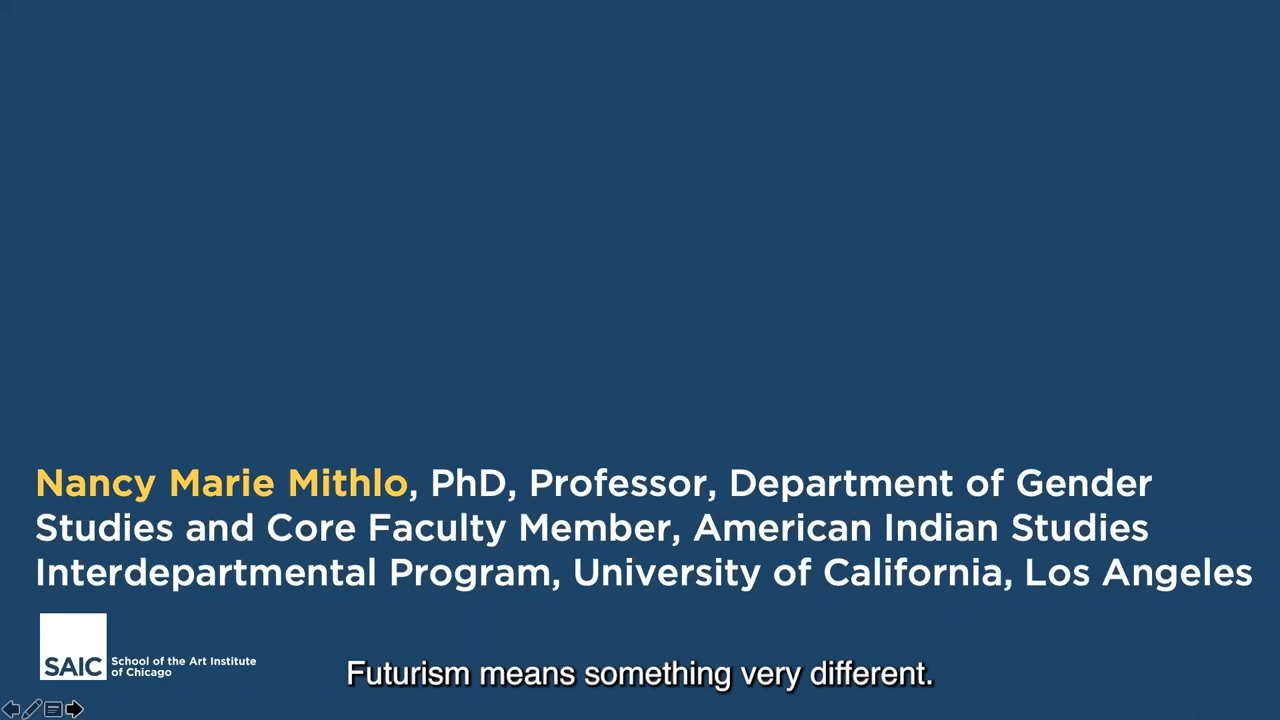 Nancy Marie Mithlo, PhD, Professor, Department of Gender
Studies and Core Faculty Member, American Indian Studies
Interdepartmental Program, University of California, Los Angeles
SAIC
School of the Art Institute
of Chicago
Futurism means something very different.